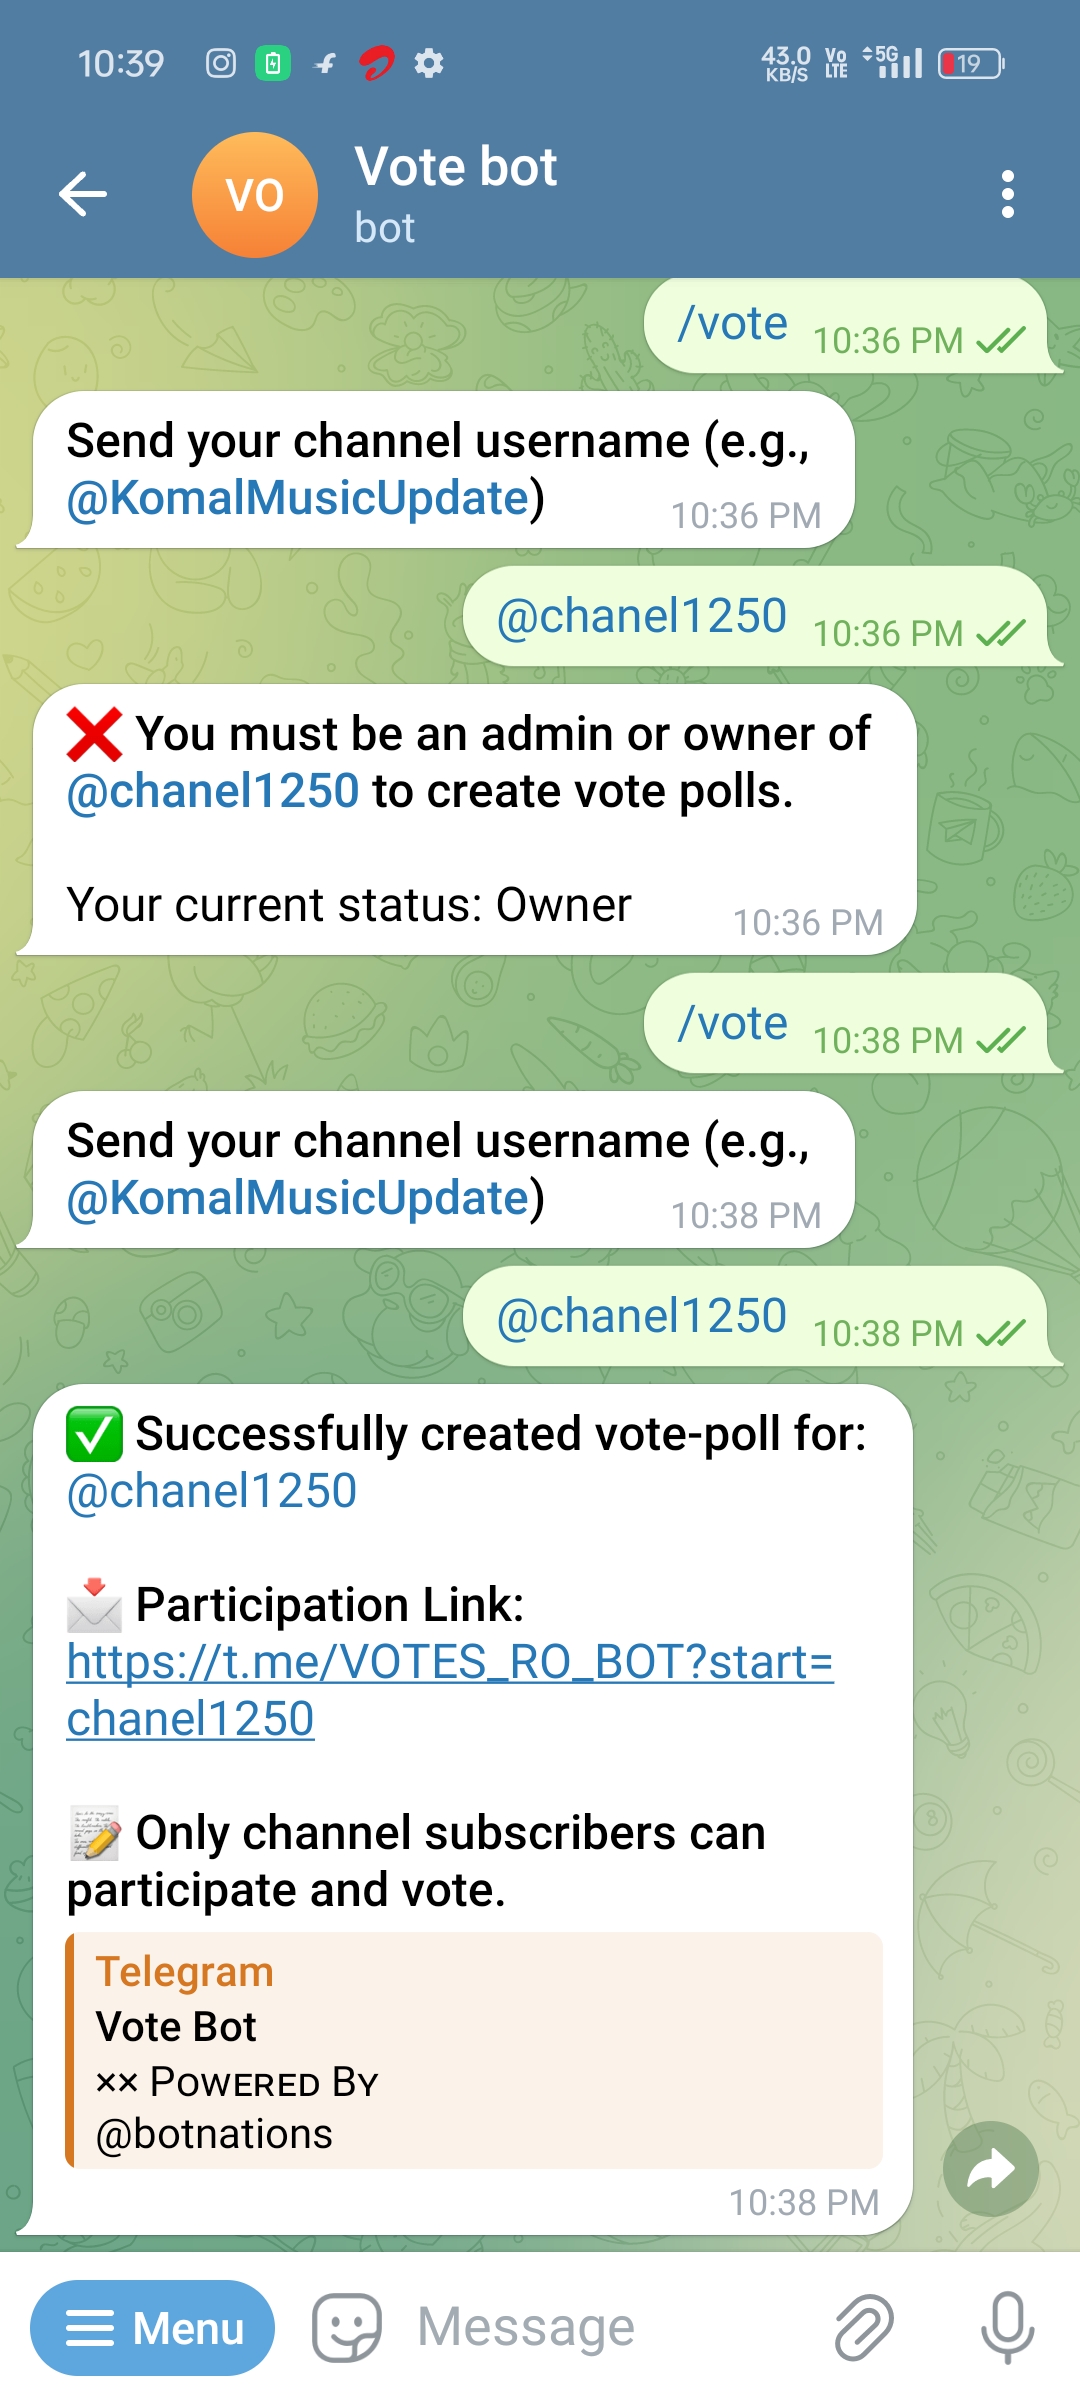 10:39
43.0
KB/S
Vo
LTE
5G
19
VO
Vote bot
bot
/vote 10:36 PM
Send your channel username (e.g.,
@KomalMusicUpdate) 10:36 PM
@chanel1250 10:36 PM
❌ You must be an admin or owner of
@chanel1250 to create vote polls.
Your current status: Owner 10:36 PM
/vote 10:38 PM
Send your channel username (e.g.,
@KomalMusicUpdate) 10:38 PM
@chanel1250 10:38 PM
✅ Successfully created vote-poll for:
@chanel1250
📩 Participation Link:
https://t.me/VOTES_RO_BOT?start=
chanel1250
📝 Only channel subscribers can
participate and vote.
Telegram
Vote Bot
×× Pᴏᴡᴇʀᴇᴅ Bʏ
@botnations
10:38 PM
Menu
Message